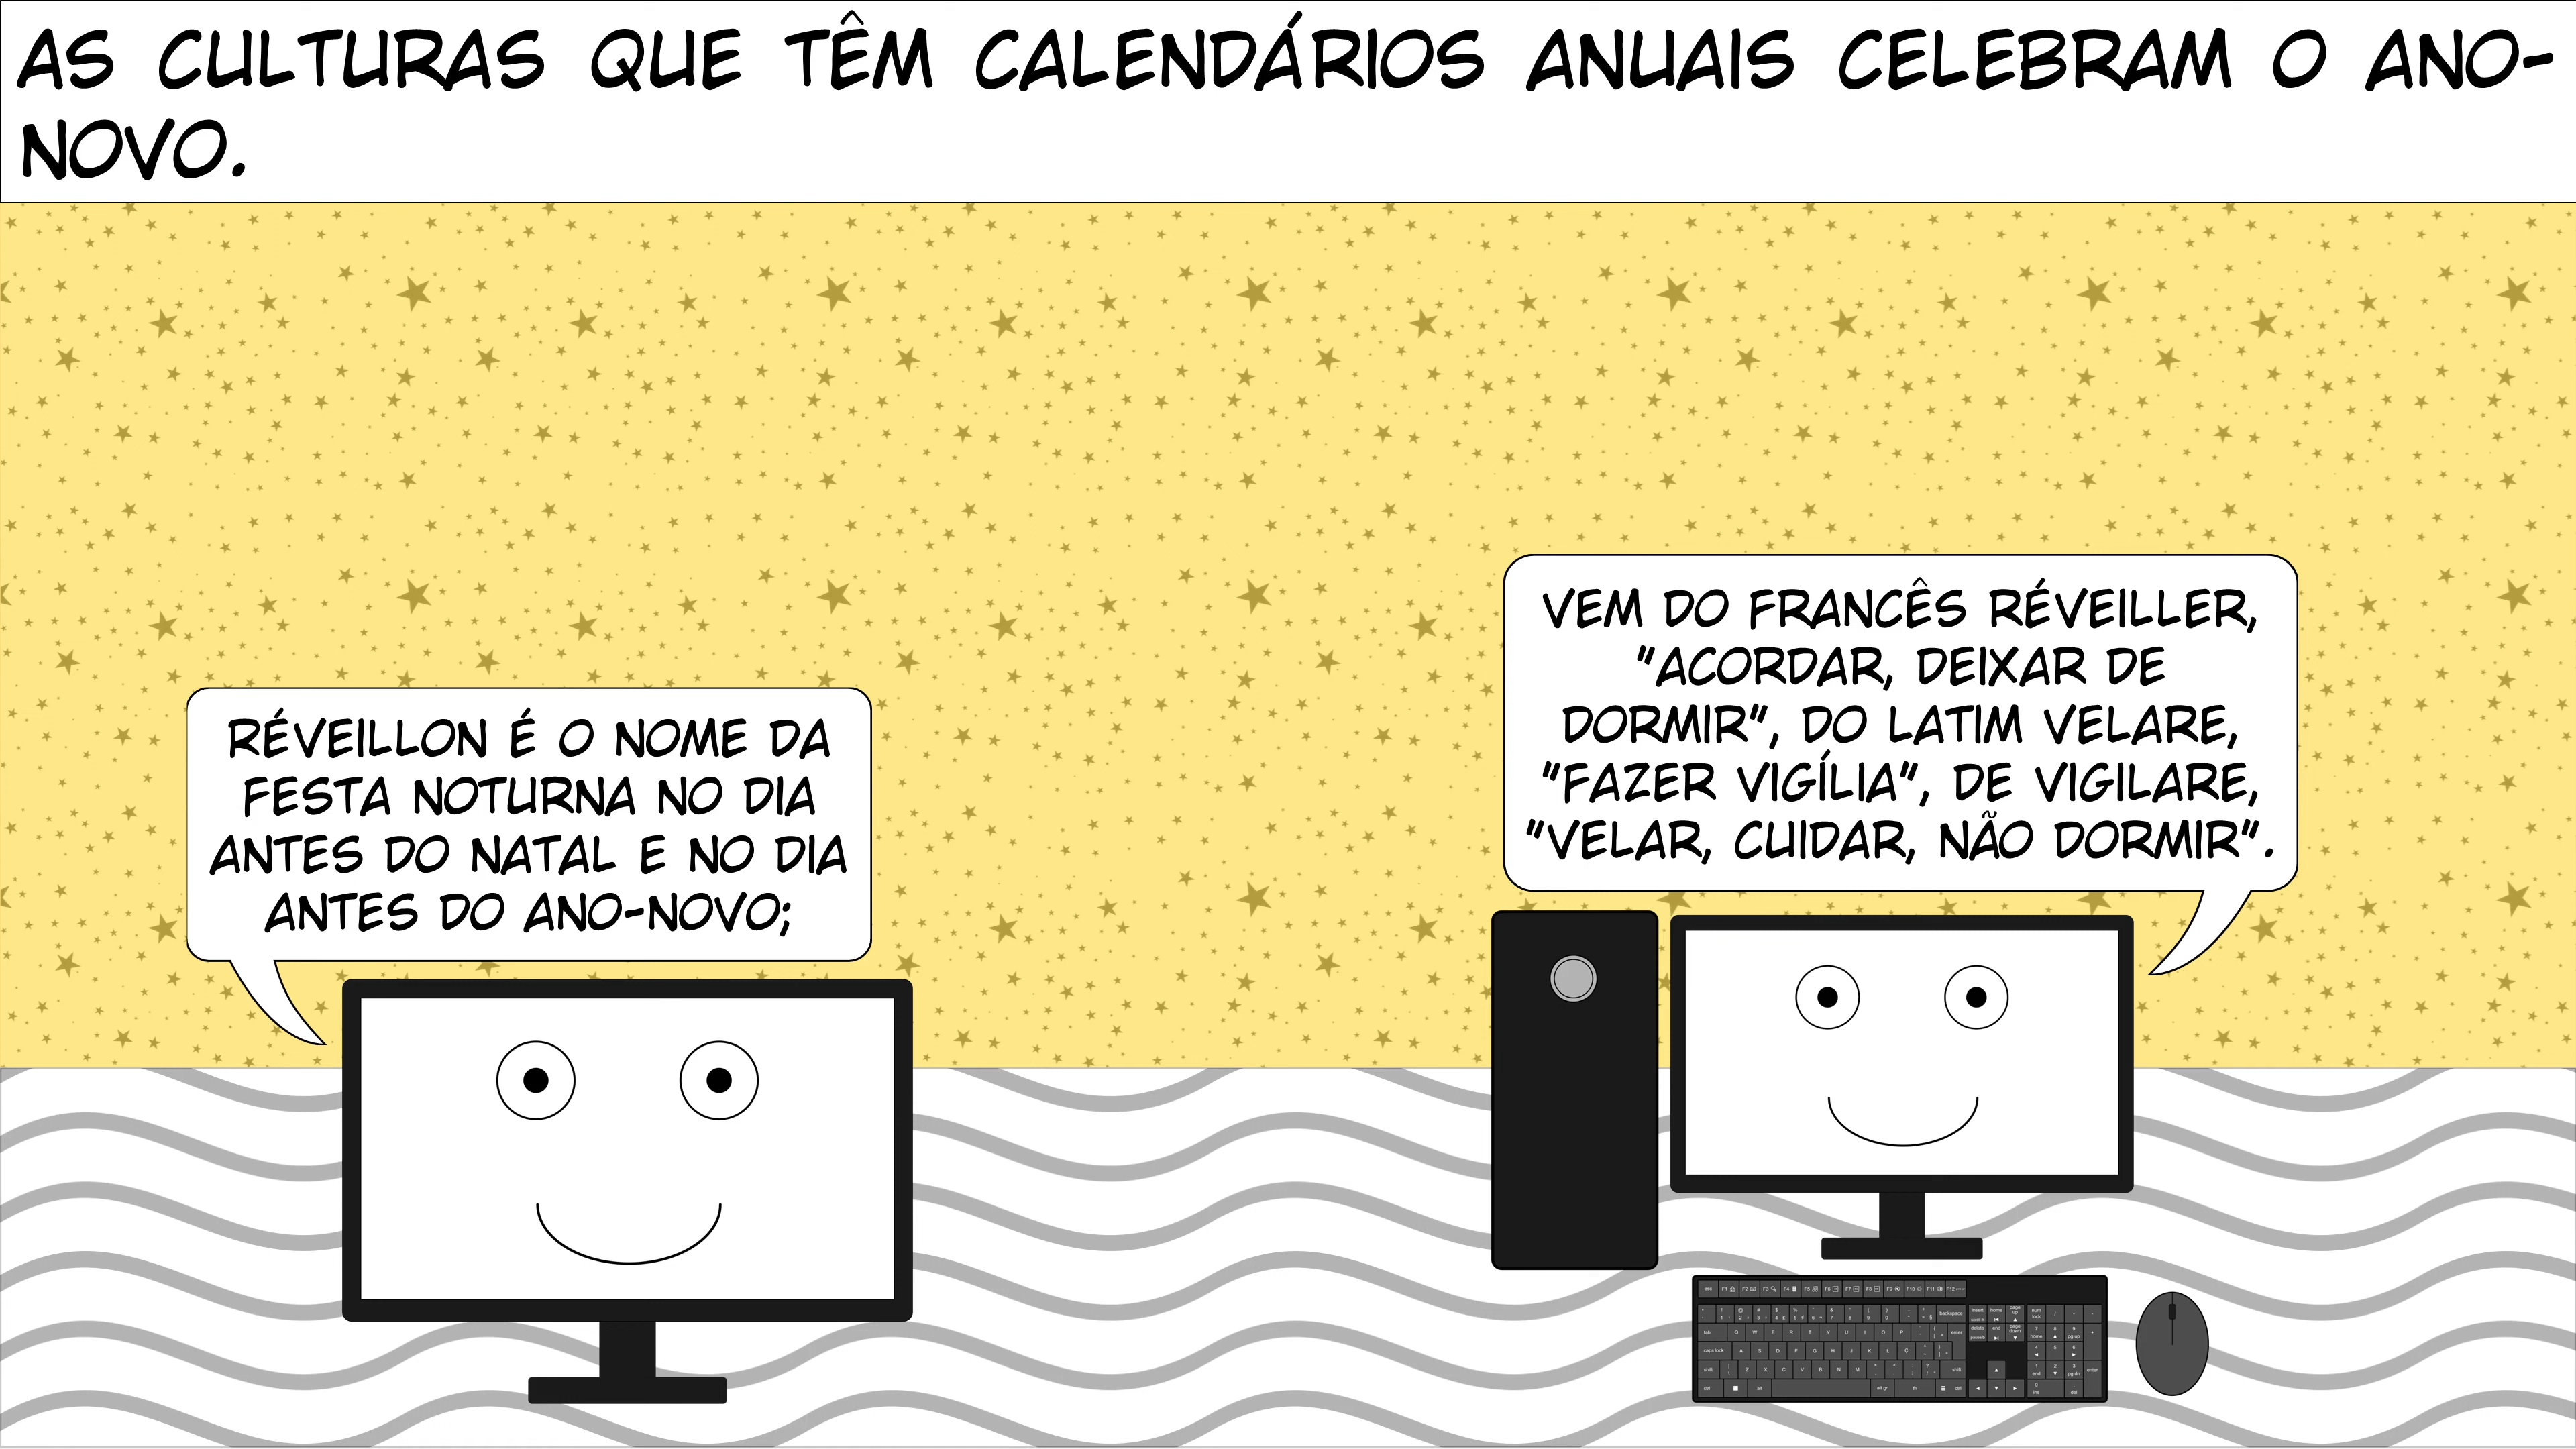 AS CULTURAS QUE TÊM CALENDÁRIOS ANUAIS CELEBRAM O ANO-
NOVO.
RÉVEILLON É O NOME DA
FESTA NOTURNA NO DIA
ANTES DO NATAL E NO DIA
ANTES DO ANO-NOVO;
VEM DO FRANCÊS RÉVEILLER,
"ACORDAR, DEIXAR DE
DORMIR", DO LATIM VELARE,
"FAZER VIGÍLIA", DE VIGILARE,
"VELAR, CUIDAR, NÃO DORMIR".